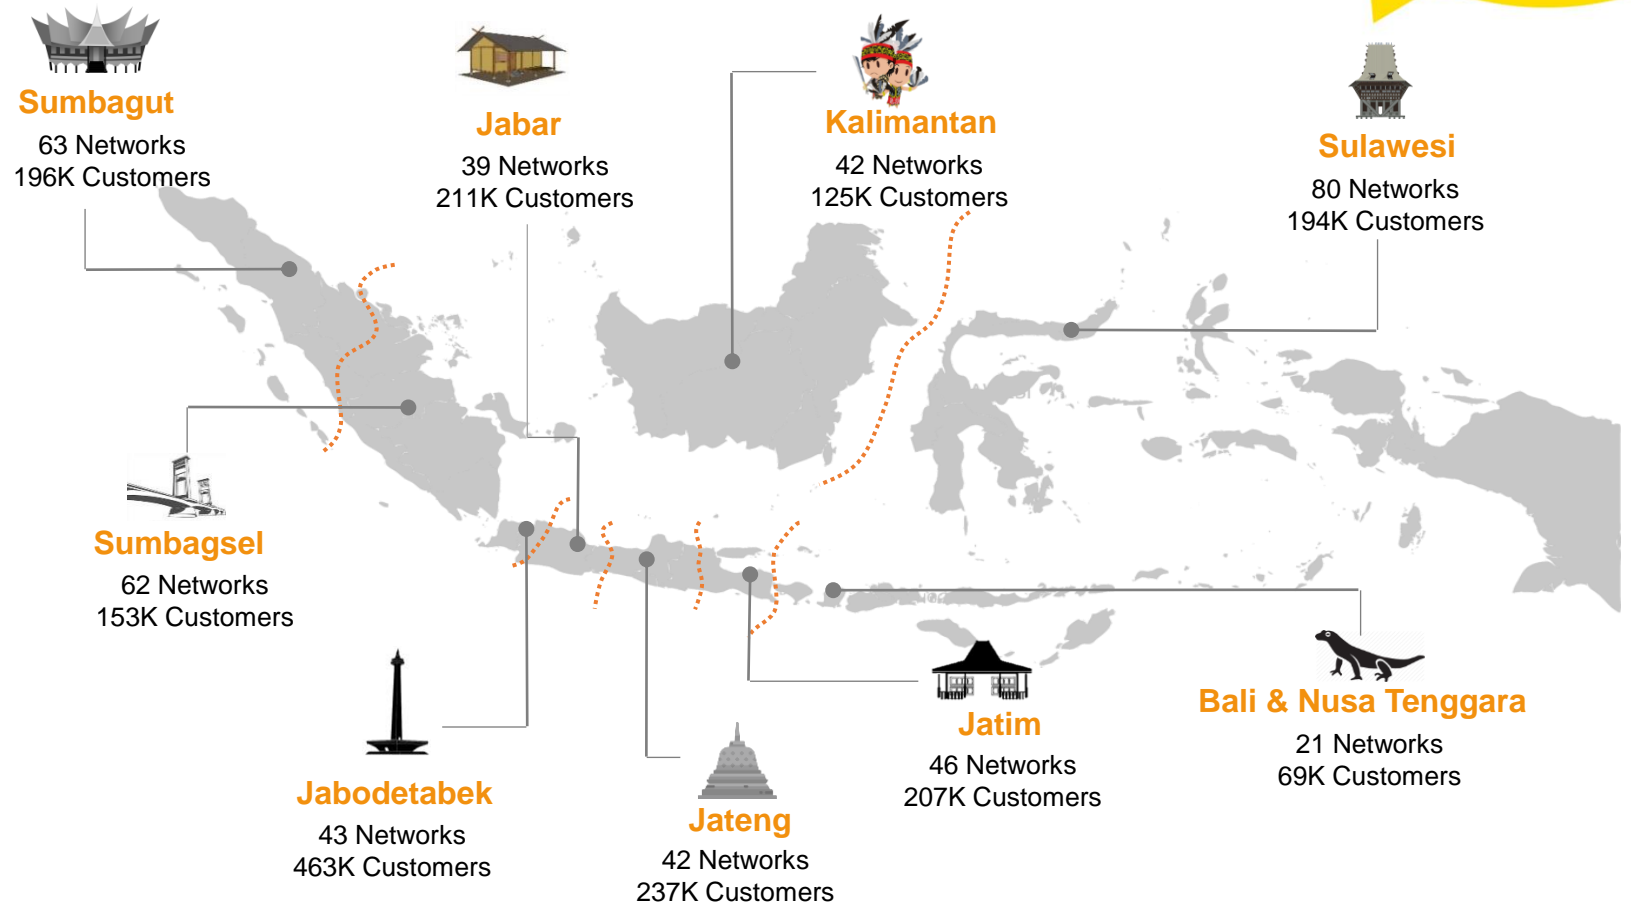 Sumbagut
63 Networks
196K Customers
Jabar
39 Networks
211K Customers
Kalimantan
42 Networks
125K Customers
Sulawesi
80 Networks
194K Customers
Sumbagsel
62 Networks
153K Customers
Jabodetabek
43 Networks
463K Customers
Jateng
42 Networks
237K Customers
Jatim
46 Networks
207K Customers
Bali & Nusa Tenggara
21 Networks
69K Customers